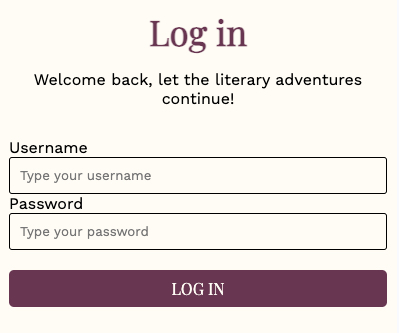 Log in
Welcome back, let the literary adventures
continue!
Username
Type your username
Password
Type your password
LOG IN